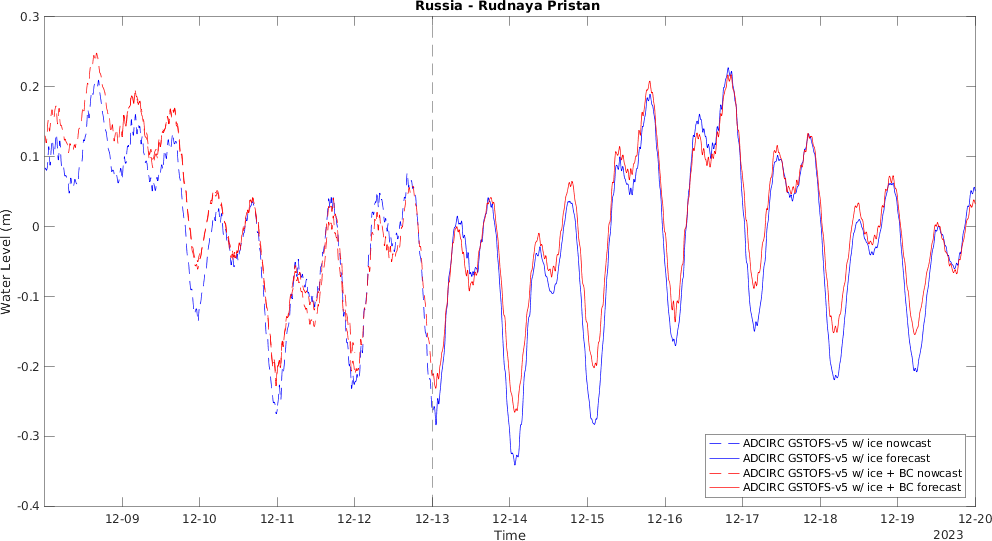 Russia - Rudnaya Pristan
0.3
0.2
0.1
0
-0.1
-0.2
-0.3
-0.4
Water Level (m)
ADCIRC GSTOFS-v5 w/ ice nowcast
ADCIRC GSTOFS-v5 w/ ice forecast
ADCIRC GSTOFS-v5 w/ ice + BC nowcast
ADCIRC GSTOFS-v5 w/ ice + BC forecast
12-09 12-10 12-11 12-12 12-13 12-14 12-15 12-16 12-17 12-18 12-19 12-20
Time
2023